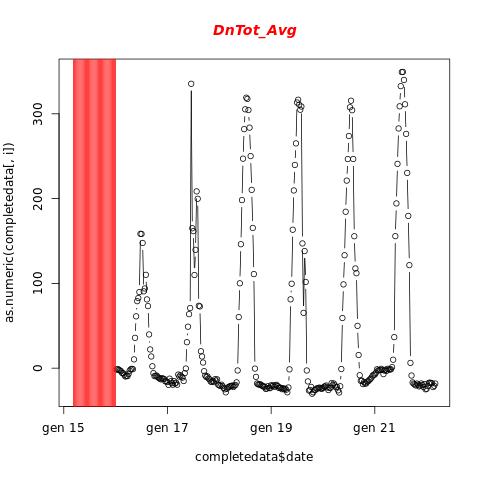 DnTot_Avg
as.numeric(completedata[, i])
300
200
100
0
gen 15 gen 17 gen 19 gen 21
completedata$date